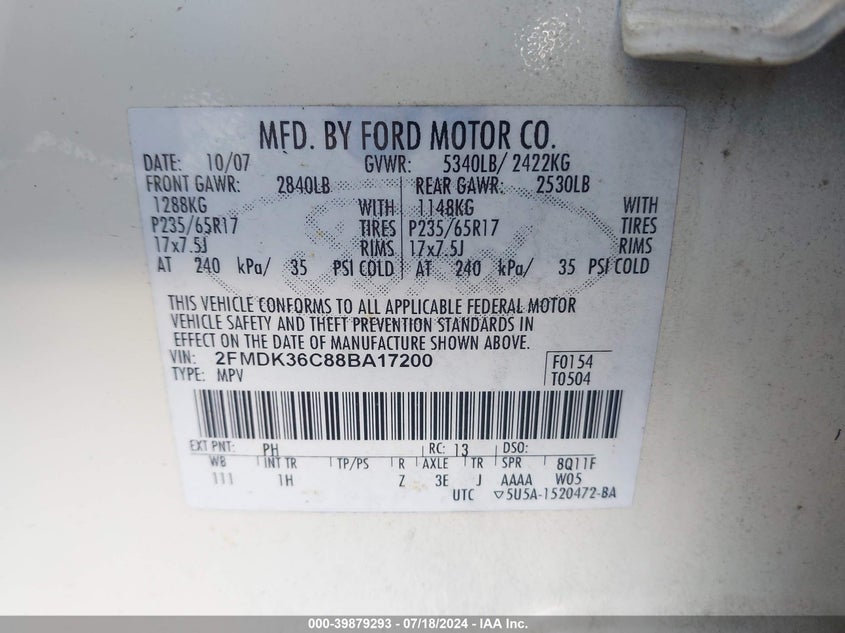 MFD. BY FORD MOTOR CO.
DATE: 10/07 GVWR: 5340LB/ 2422KG
FRONT GAWR: 2840LB REAR GAWR: 2530LB
1288KG WITH 1148KG WITH
P235/65R17 TIRES P235/65R17 TIRES
17x7.5J RIMS 17x7.5J RIMS
AT 240 kPa/ 35 PSI COLD AT 240 kPa/ 35 PSI COLD
THIS VEHICLE CONFORMS TO ALL APPLICABLE FEDERAL MOTOR
VEHICLE SAFETY AND THEFT PREVENTION STANDARDS IN
EFFECT ON THE DATE OF MANUFACTURE SHOWN ABOVE.
VIN: 2FMDK36C88BA17200 F0154
TYPE: MPV T0504
EXT PNT: PH RC: 13 DSO:
WB INT TR TP/PS R AXLE TR SPR 8Q11F
111 1H Z 3E J AAAA W05
UTC ▽5U5A-1520472-BA
000-39879293 - 07/18/2024 - IAA Inc.